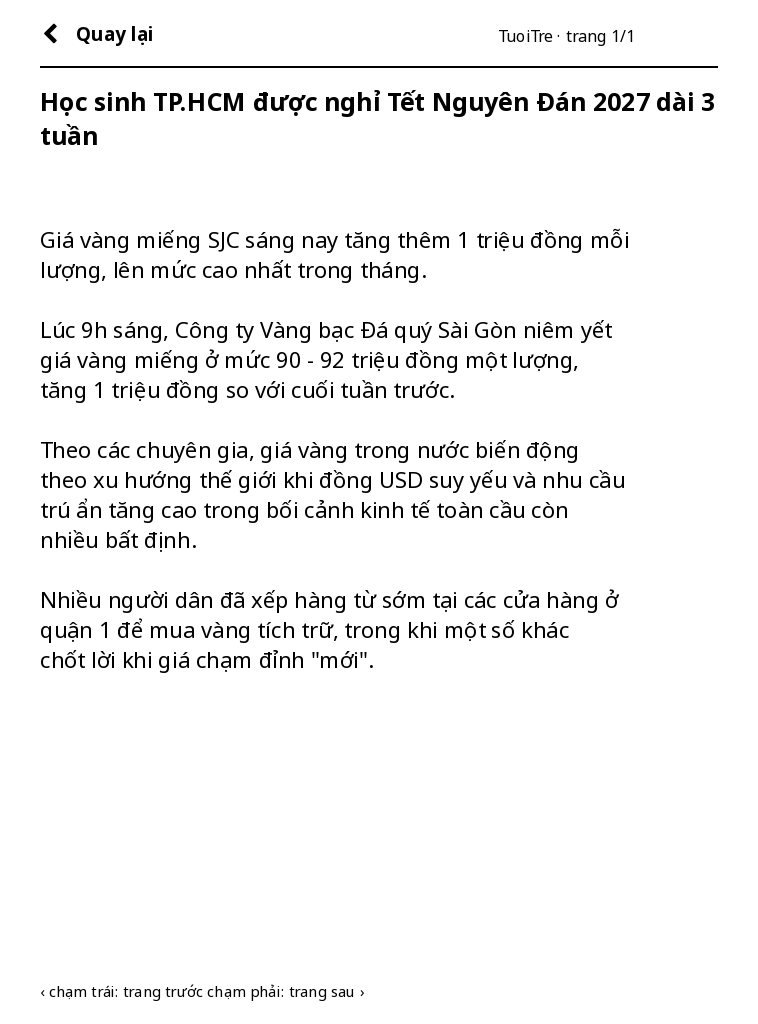 Quay lại
TuoiTre · trang 1/1
Học sinh TP.HCM được nghỉ Tết Nguyên Đán 2027 dài 3
tuần
Giá vàng miếng SJC sáng nay tăng thêm 1 triệu đồng mỗi
lượng, lên mức cao nhất trong tháng.
Lúc 9h sáng, Công ty Vàng bạc Đá quý Sài Gòn niêm yết
giá vàng miếng ở mức 90 - 92 triệu đồng một lượng,
tăng 1 triệu đồng so với cuối tuần trước.
Theo các chuyên gia, giá vàng trong nước biến động
theo xu hướng thế giới khi đồng USD suy yếu và nhu cầu
trú ẩn tăng cao trong bối cảnh kinh tế toàn cầu còn
nhiều bất định.
Nhiều người dân đã xếp hàng từ sớm tại các cửa hàng ở
quận 1 để mua vàng tích trữ, trong khi một số khác
chốt lời khi giá chạm đỉnh "mới".
‹ chạm trái: trang trước chạm phải: trang sau ›